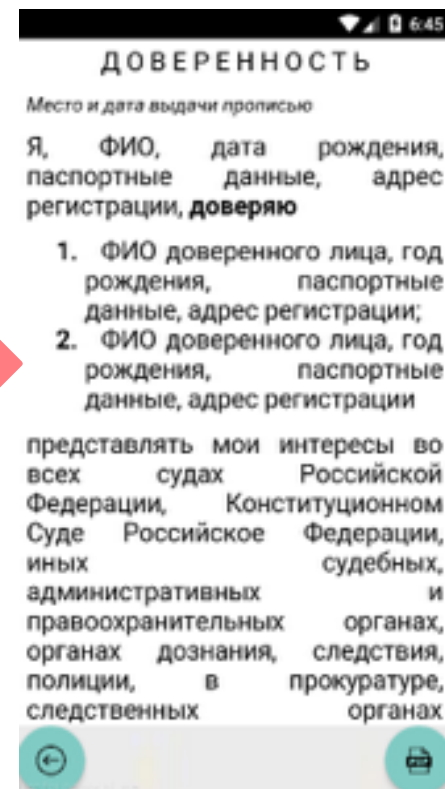 6:45
ДОВЕРЕННОСТЬ
Место и дата выдачи прописью
Я, ФИО, дата рождения,
паспортные данные, адрес
регистрации, доверяю
1. ФИО доверенного лица, год
рождения, паспортные
данные, адрес регистрации;
2. ФИО доверенного лица, год
рождения, паспортные
данные, адрес регистрации
представлять мои интересы во
всех судах Российской
Федерации, Конституционном
Суде Российское Федерации,
иных судебных,
административных и
правоохранительных органах,
органах дознания, следствия,
полиции, в прокуратуре,
следственных органах
PDF